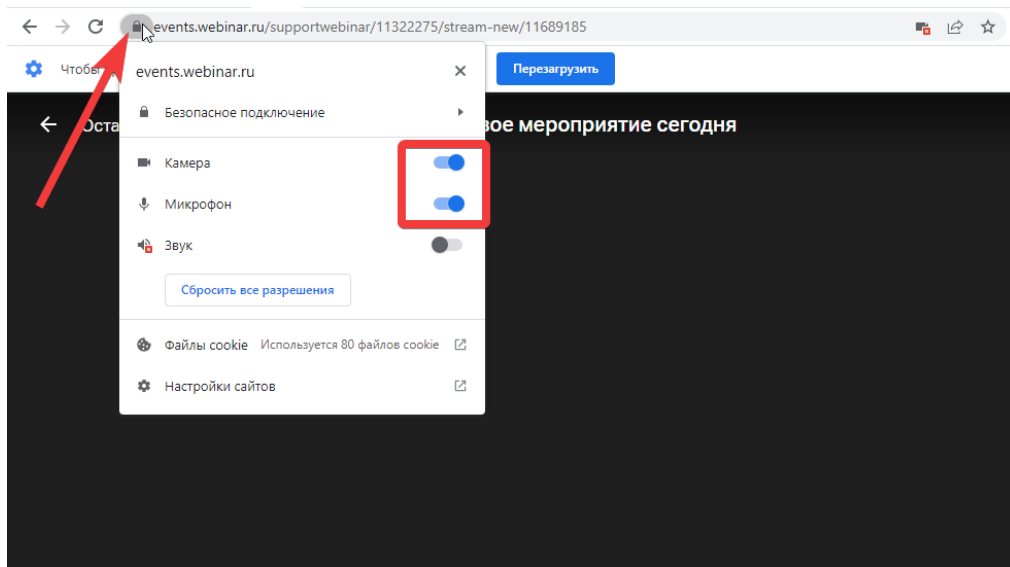 events.webinar.ru/supportwebinar/11322275/stream-new/11689185
Чтобы
Перезагрузить
events.webinar.ru
Безопасное подключение
вое мероприятие сегодня
Камера
Микрофон
Звук
Сбросить все разрешения
Файлы cookie Используется 80 файлов cookie
Настройки сайтов